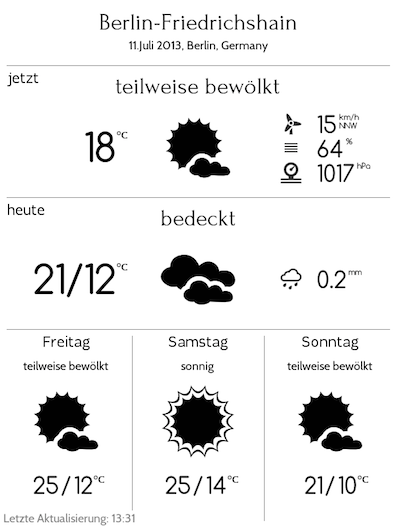 Berlin-Friedrichshain
11.Juli 2013, Berlin, Germany
jetzt
teilweise bewölkt
18 °C
15 km/h NNW
64 %
1017 hPa
heute
bedeckt
21/12 °C
0.2 mm
Freitag
teilweise bewölkt
25/12 °C
Samstag
sonnig
25/14 °C
Sonntag
teilweise bewölkt
21/10 °C
Letzte Aktualisierung: 13:31